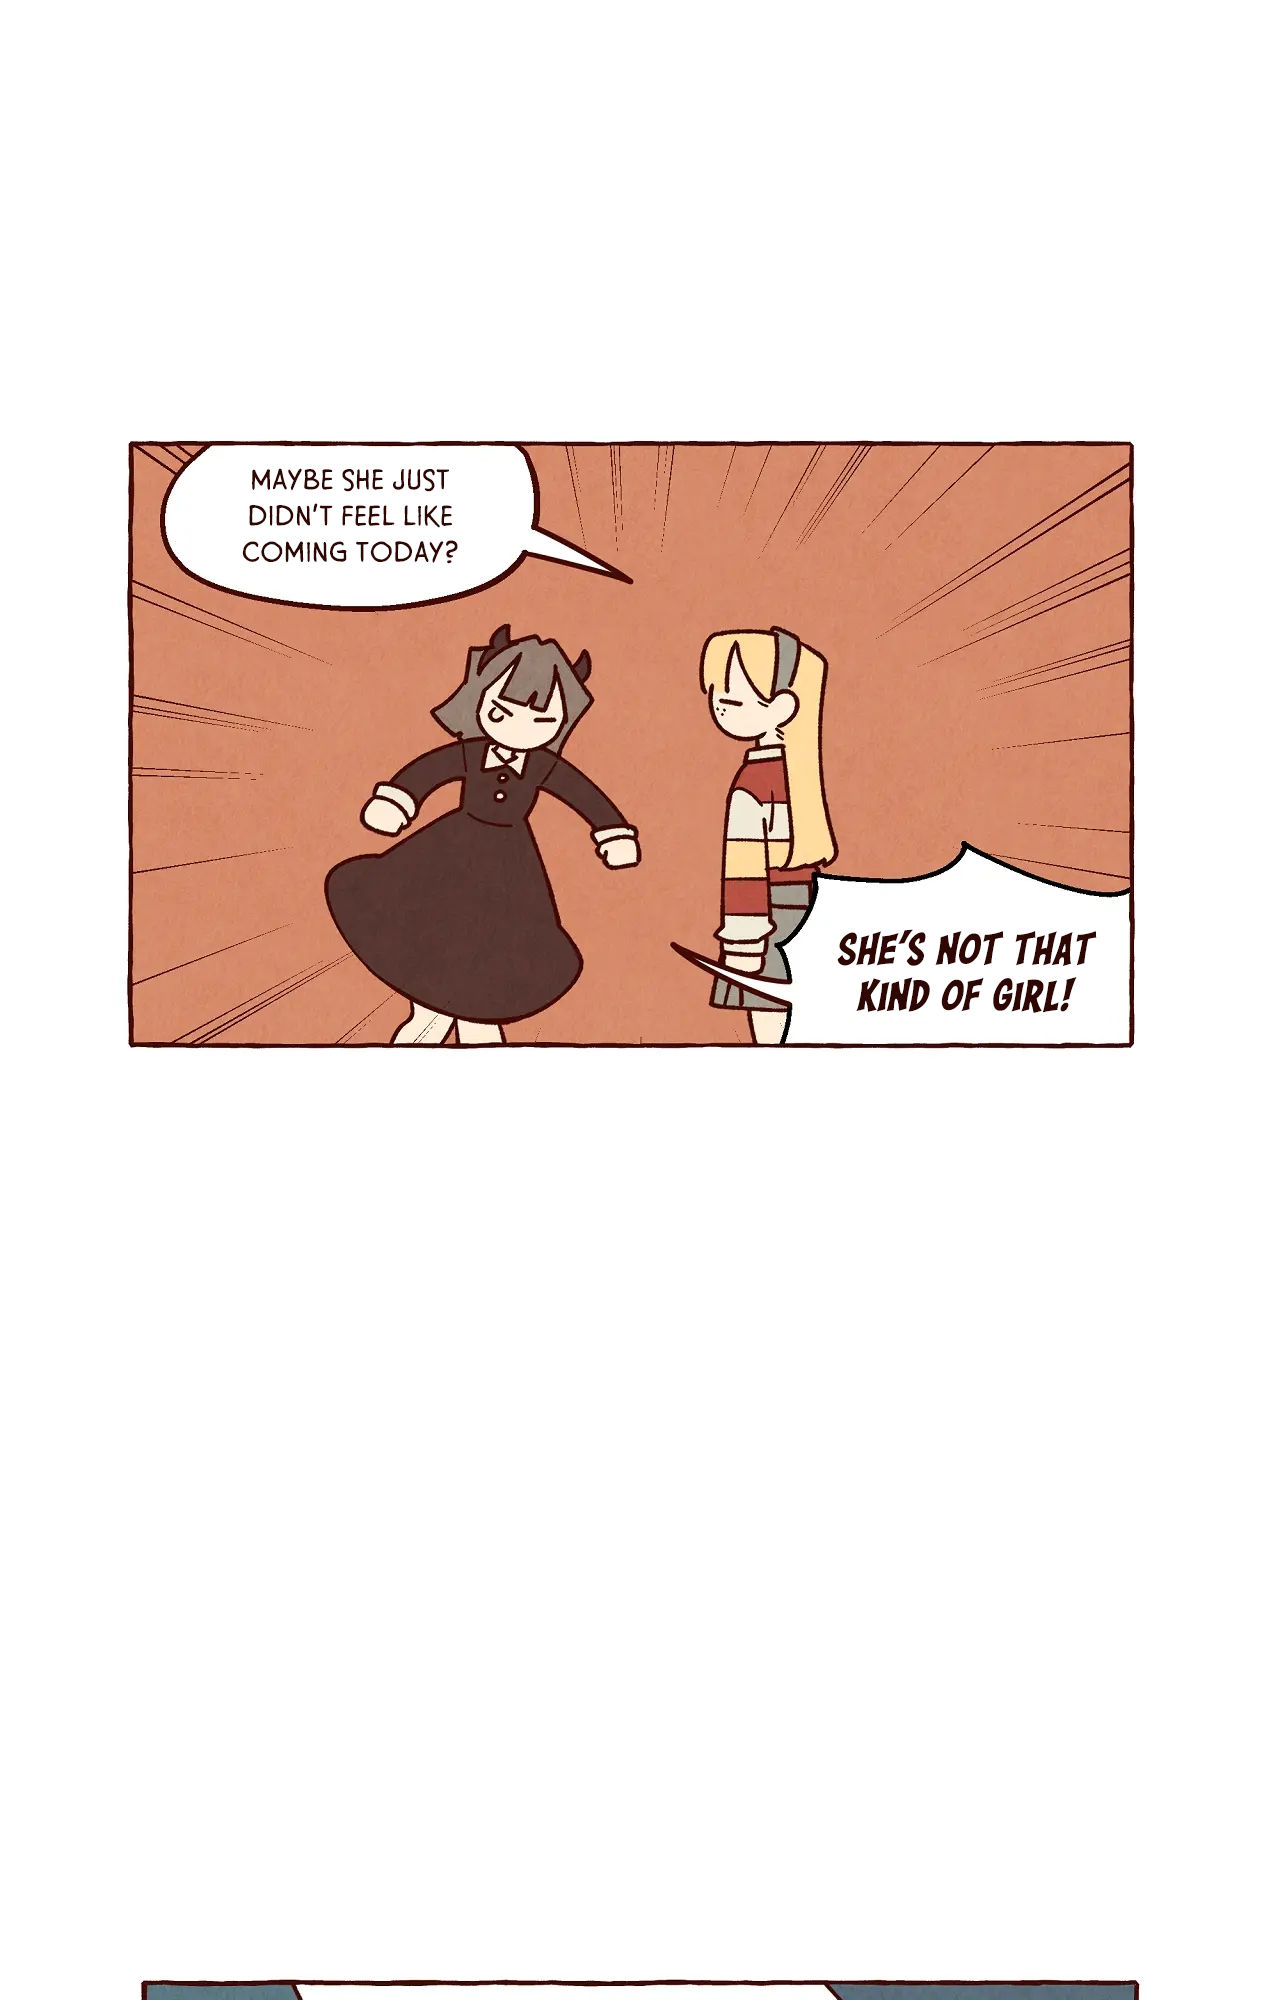 MAYBE SHE JUST
DIDN'T FEEL LIKE
COMING TODAY?
SHE'S NOT THAT
KIND OF GIRL!